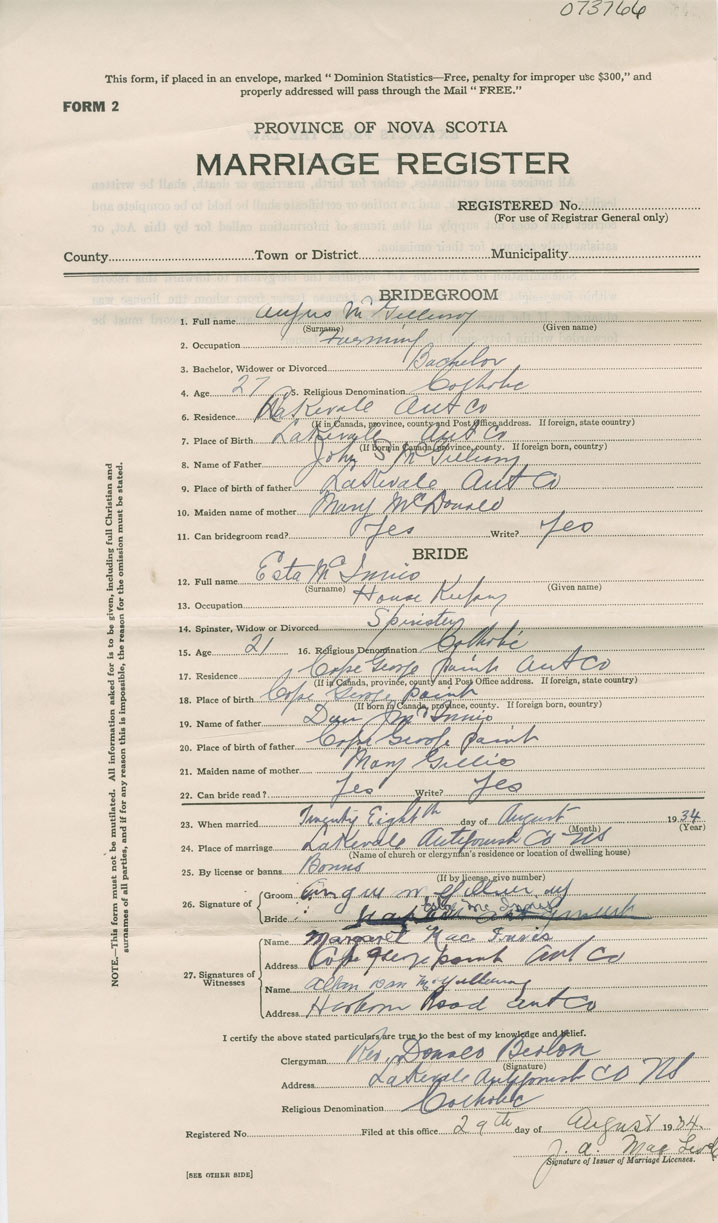 073766
This form, if placed in an envelope, marked " Dominion Statistics—Free, penalty for improper use $300," and
properly addressed will pass through the Mail " FREE."
FORM 2
PROVINCE OF NOVA SCOTIA
MARRIAGE REGISTER
REGISTERED No.
(For use of Registrar General only)
County Town or District Municipality
BRIDEGROOM
1. Full name Angus McGillivray
(Surname) (Given name)
2. Occupation Farming
3. Bachelor, Widower or Divorced Bachelor
4. Age 27 5. Religious Denomination Catholic
6. Residence Lakevale Ant Co
(If in Canada, province, county and Post Office address. If foreign, state country)
7. Place of Birth Lakevale Ant Co
(If born in Canada, province, county. If foreign born, country)
8. Name of Father John S McGillivray
9. Place of birth of father Lakevale Ant Co
10. Maiden name of mother Mary McDonald
11. Can bridegroom read? Yes Write? Yes
BRIDE
12. Full name Esta McInnis
(Surname) (Given name)
13. Occupation House Keeping
14. Spinster, Widow or Divorced Spinster
15. Age 21 16. Religious Denomination Catholic
17. Residence Cape George Point Ant Co
(If in Canada, province, county and Post Office address. If foreign, state country)
18. Place of birth Cape George Point
(If born in Canada, province, county. If foreign born, country)
19. Name of father Dan McInnis
20. Place of birth of father Cape George Point
21. Maiden name of mother Mary Gillis
22. Can bride read? Yes Write? Yes
23. When married Twenty Eighth day of August 1934
(Month) (Year)
24. Place of marriage Lakevale Antigonish Co NS
(Name of church or clergyman's residence or location of dwelling house)
25. By license or banns Banns
(If by license, give number)
26. Signature of Groom Angus
Bride Mc Innis
27. Signatures of Witnesses
Name Margaret Mac Innis
Address Cape George point Ant Co
Name Allan Dan McGillivray
Address Harbour Road Ant Co
I certify the above stated particulars are true to the best of my knowledge and belief.
Clergyman Rev Donald
(Signature)
Address Lakevale Antigonish CO NS
Religious Denomination Catholic
Registered No. Filed at this office 29th day of August 1934.
J. A. Mac
Signature of Issuer of Marriage Licenses.
[SEE OTHER SIDE]
NOTE.—This form must not be mutilated. All information asked for is to be given, including full Christian and
surnames of all parties, and if for any reason this is impossible, the reason for the omission must be stated.